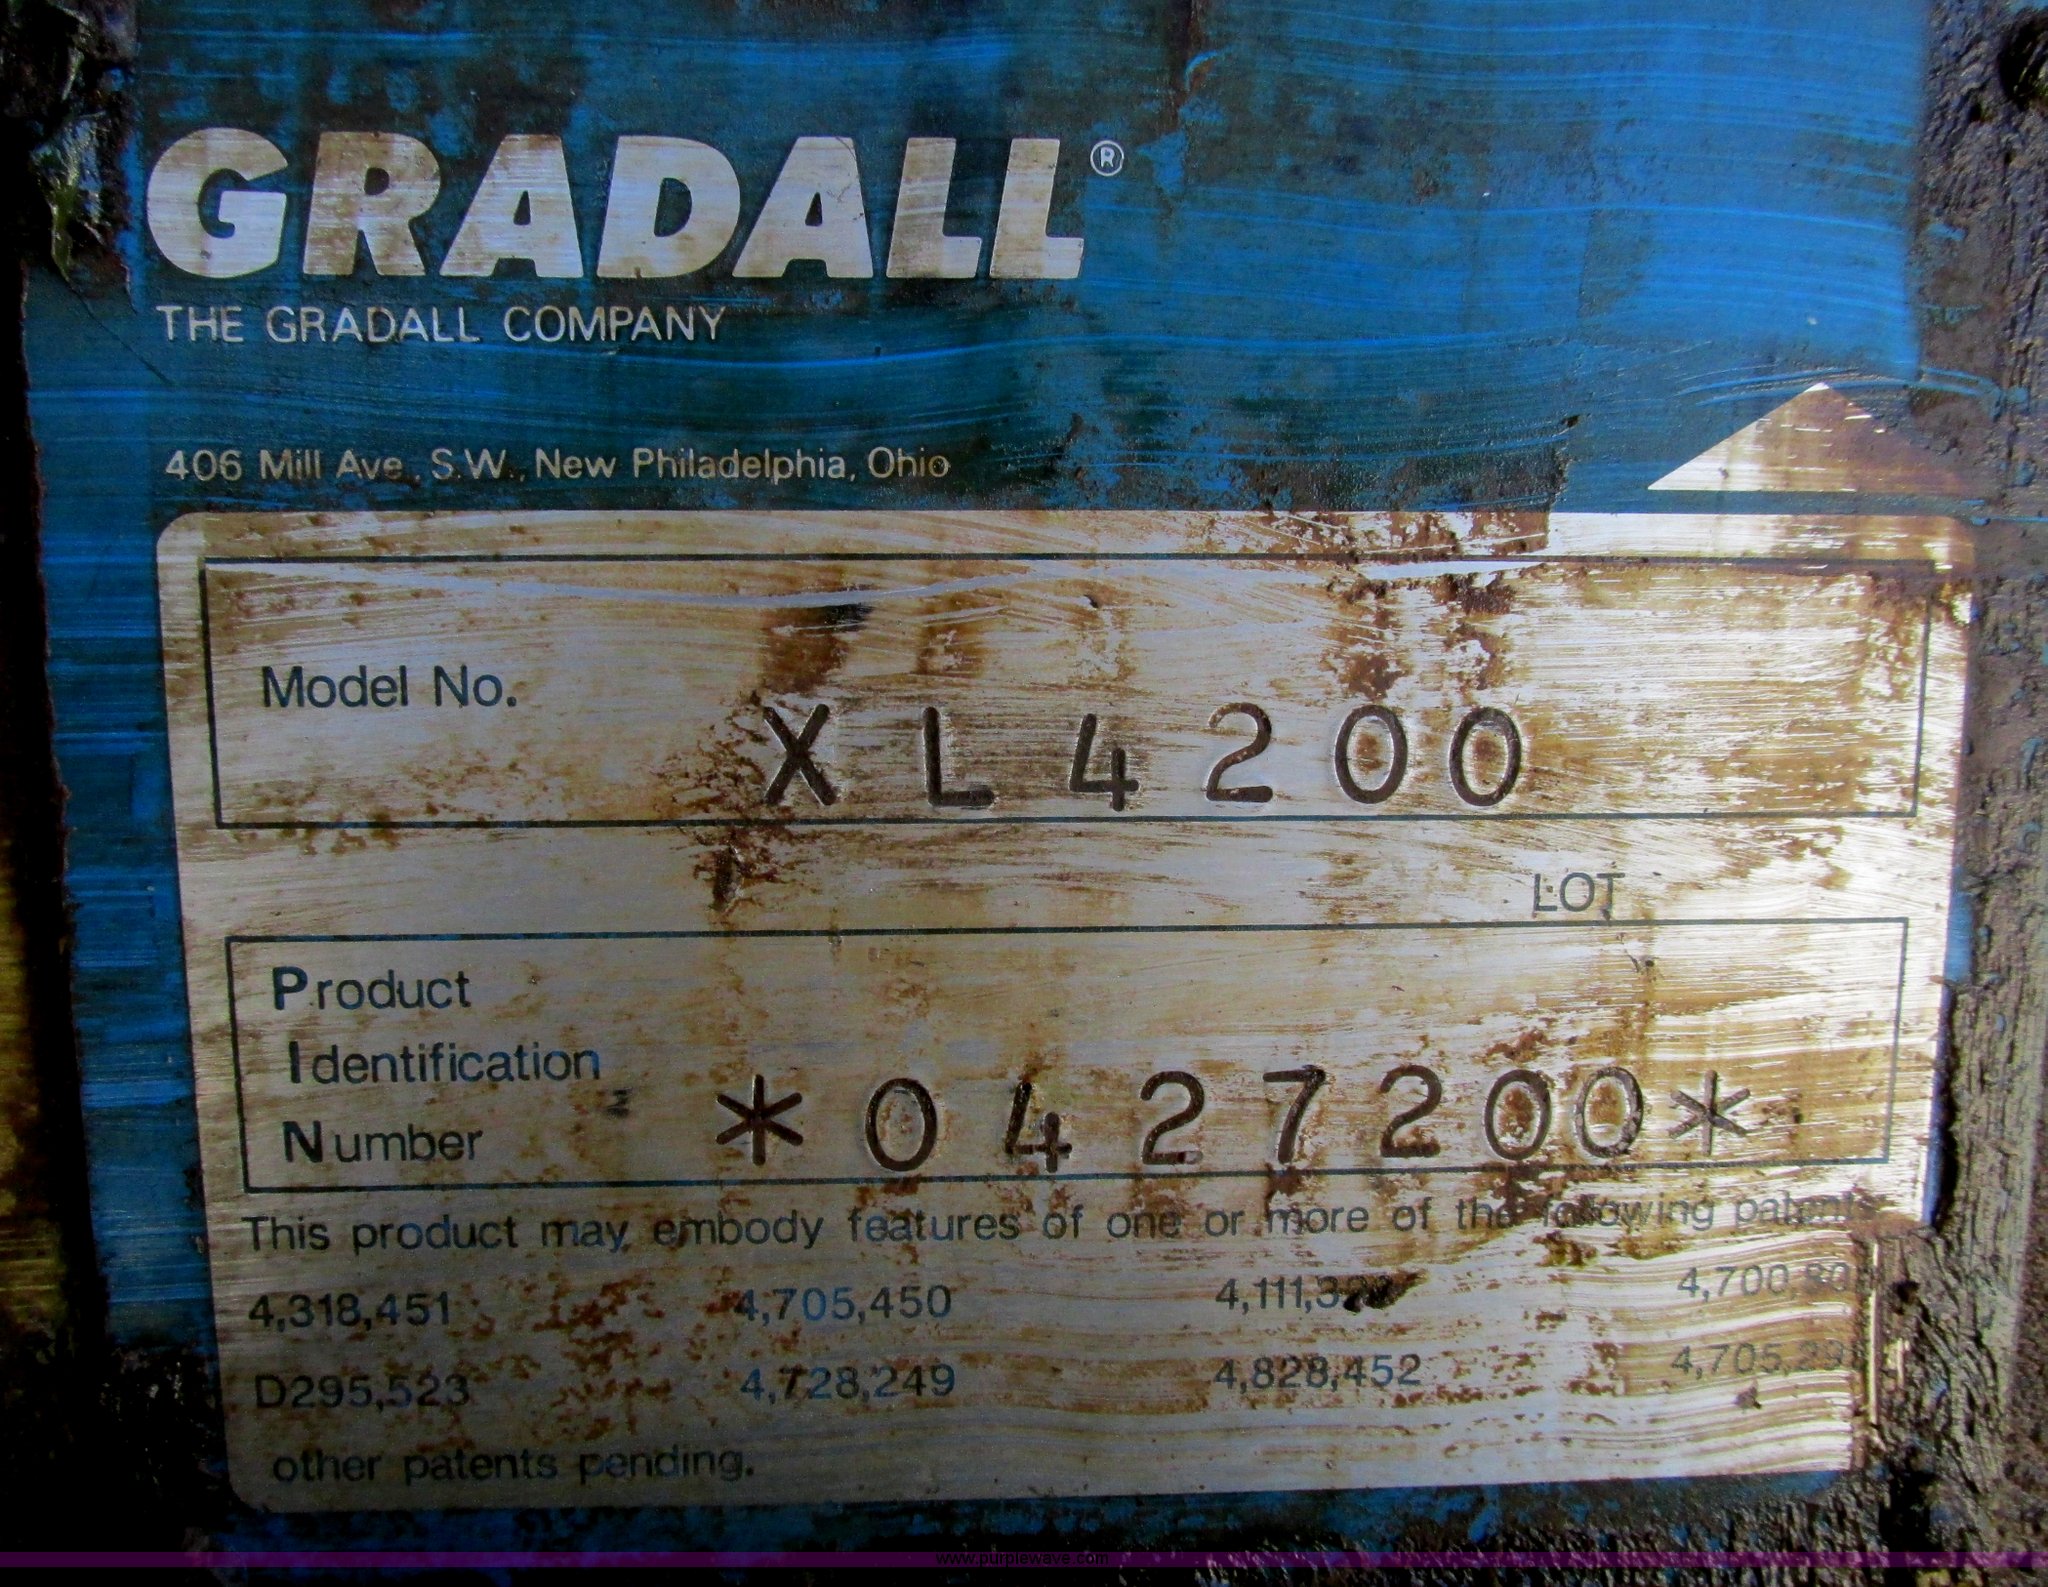 GRADALL®
THE GRADALL COMPANY
406 Mill Ave., S.W., New Philadelphia, Ohio
Model No. XL4200
LOT
Product
Identification
Number *0427200*
This product may embody features of one or more of the following patents
4,318,451 4,705,450
D295,523 4,728,249 4,828,452
other patents pending.
www.purplewave.com